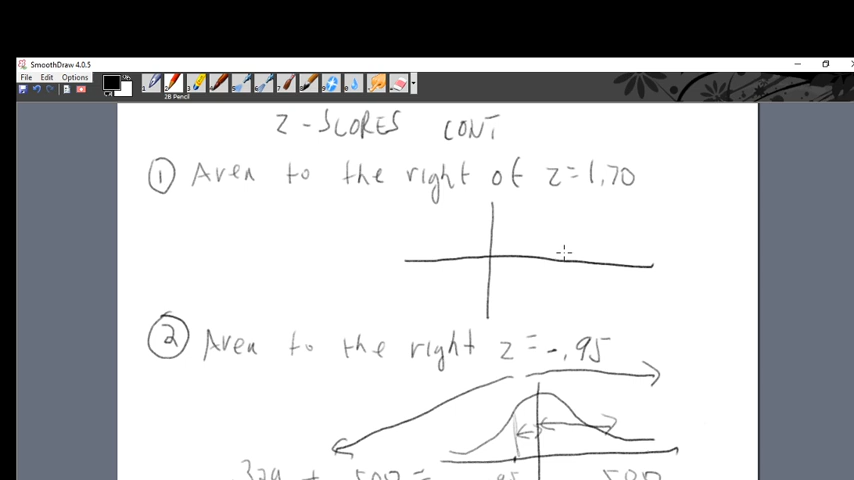 SmoothDraw 4.0.5
File Edit Options
2B Pencil
Z-SCORES CONT
① Area to the right of z=1.70
② Area to the right z=-.95